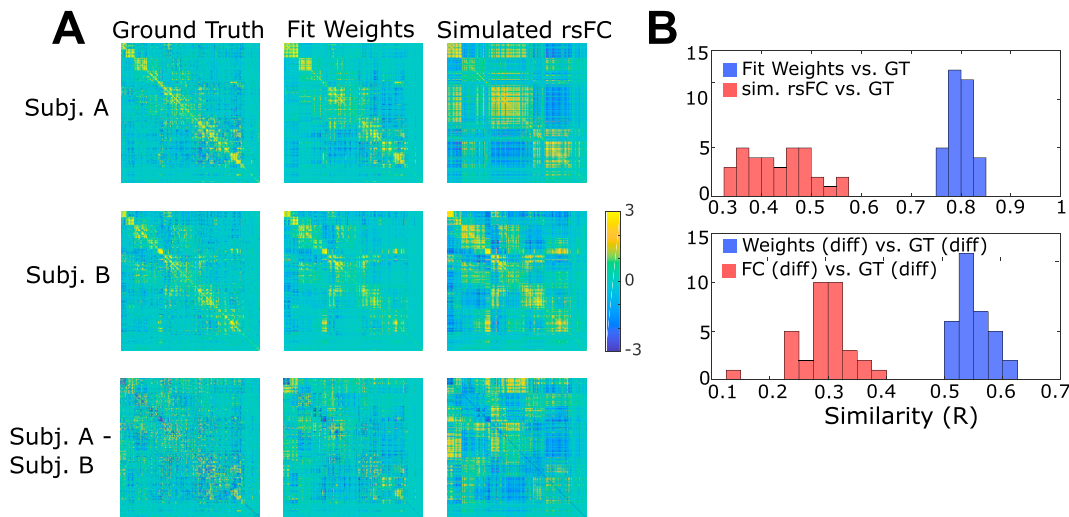 A
Ground Truth Fit Weights Simulated rsFC
Subj. A
Subj. B
Subj. A -
Subj. B
3
0
-3
B
15
10
5
0
Fit Weights vs. GT
sim. rsFC vs. GT
0.3 0.4 0.5 0.6 0.7 0.8 0.9 1
15
10
5
0
Weights (diff) vs. GT (diff)
FC (diff) vs. GT (diff)
0.1 0.2 0.3 0.4 0.5 0.6 0.7
Similarity (R)